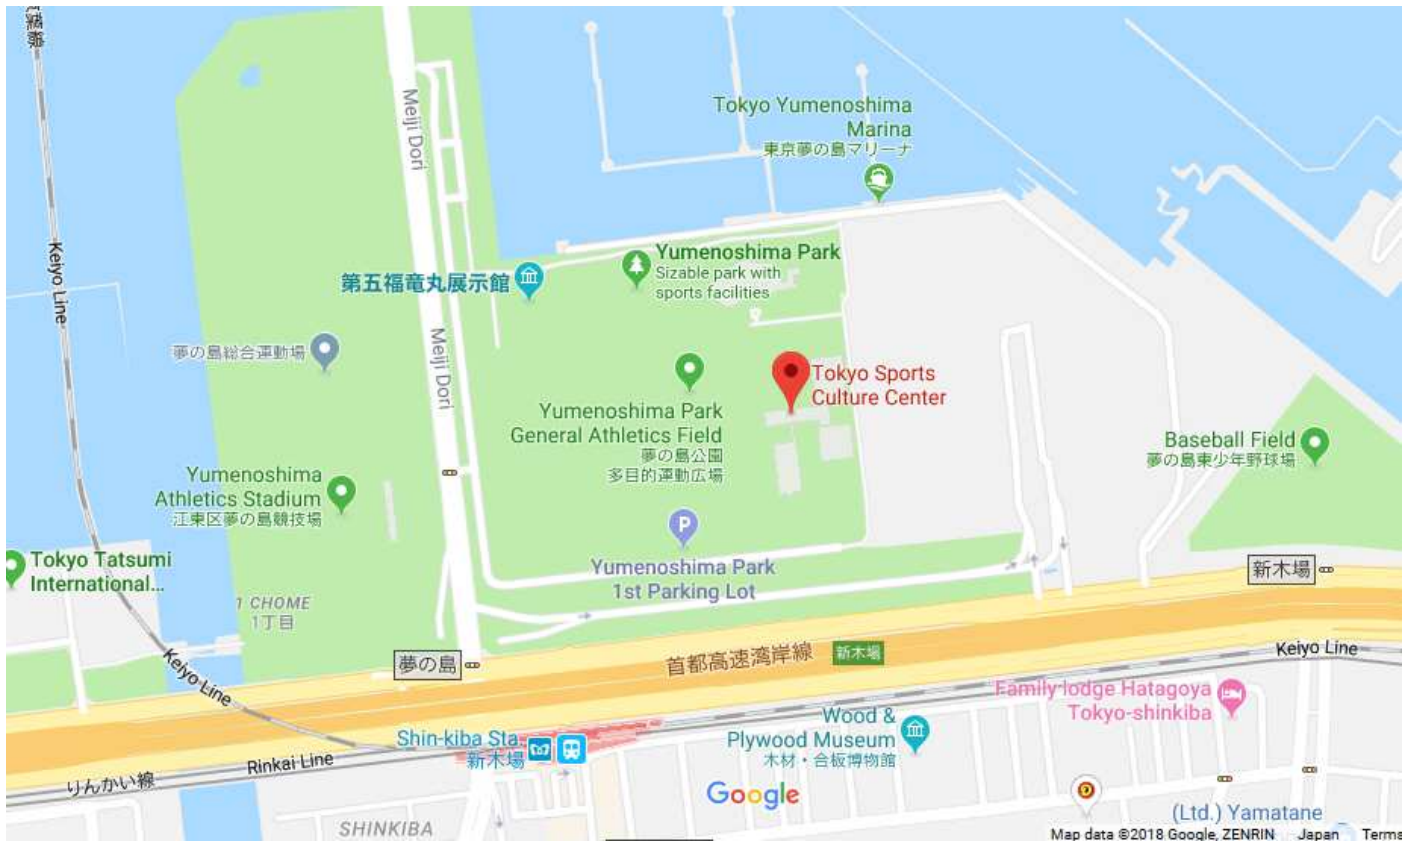 Meiji Dori
Tokyo Yumenoshima
Marina
東京夢の島マリーナ
Keiyo Line
Yumenoshima Park
Sizable park with
sports facilities
第五福竜丸展示館
夢の島総合運動場
Meiji Dori
Tokyo Sports
Culture Center
Yumenoshima Park
General Athletics Field
夢の島公園
多目的運動広場
Baseball Field
夢の島東少年野球場
Yumenoshima
Athletics Stadium
江東区夢の島競技場
P
Yumenoshima Park
1st Parking Lot
Tokyo Tatsumi
International...
新木場
1 CHOME
1丁目
夢の島
首都高速湾岸線
新木場
Keiyo Line
Keiyo Line
Family lodge Hatagoya
Tokyo-shinkiba
Wood &
Plywood Museum
木材・合板博物館
Shin-kiba Sta.
新木場
Rinkai Line
りんかい線
Google
(Ltd.) Yamatane
SHINKIBA
Map data ©2018 Google, ZENRIN Japan Terms